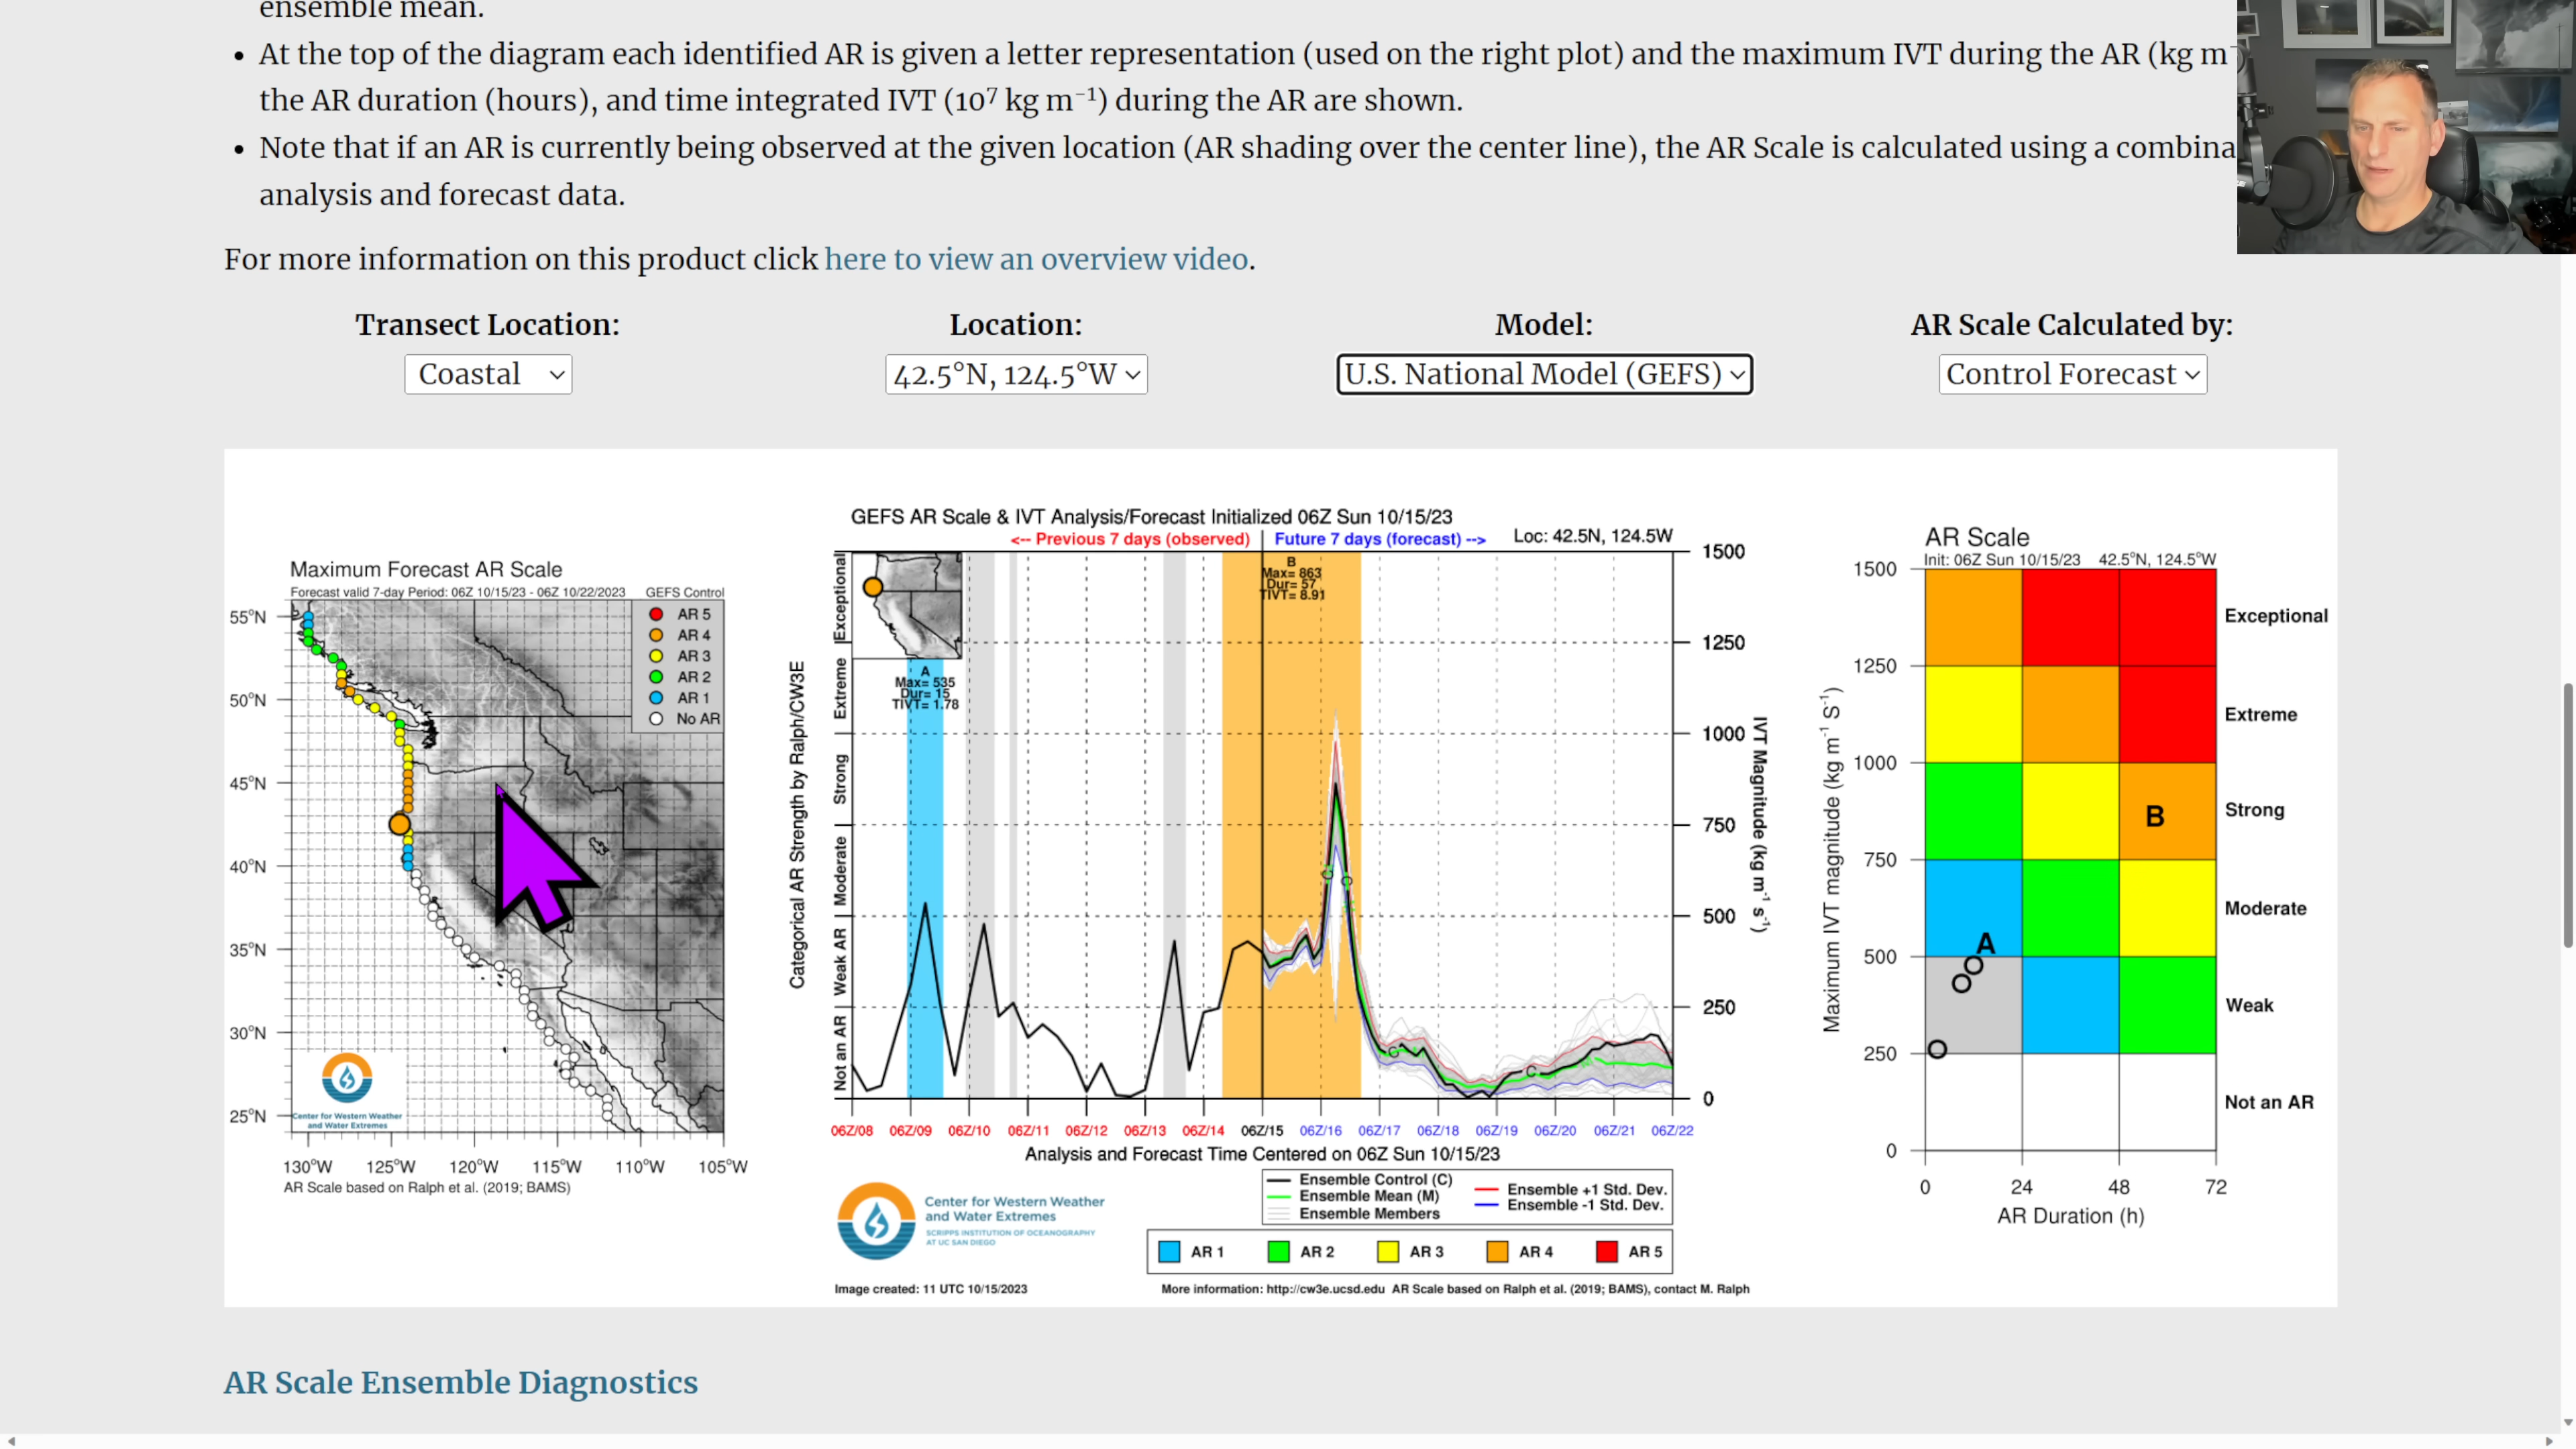 ensemble mean.
• At the top of the diagram each identified AR is given a letter representation (used on the right plot) and the maximum IVT during the AR (kg m⁻
the AR duration (hours), and time integrated IVT (10⁷ kg m⁻¹) during the AR are shown.
• Note that if an AR is currently being observed at the given location (AR shading over the center line), the AR Scale is calculated using a combina
analysis and forecast data.
For more information on this product click here to view an overview video.
Transect Location: Location: Model: AR Scale Calculated by:
Coastal 42.5°N, 124.5°W U.S. National Model (GEFS) Control Forecast
Maximum Forecast AR Scale
Forecast valid 7-day Period: 06Z 10/15/23 - 06Z 10/22/2023 GEFS Control
AR 5
AR 4
AR 3
AR 2
AR 1
No AR
55°N
50°N
45°N
40°N
35°N
30°N
25°N
Center for Western Weather
and Water Extremes
130°W 125°W 120°W 115°W 110°W 105°W
AR Scale based on Ralph et al. (2019; BAMS)
GEFS AR Scale & IVT Analysis/Forecast Initialized 06Z Sun 10/15/23
<-- Previous 7 days (observed) Future 7 days (forecast) --> Loc: 42.5N, 124.5W
Categorical AR Strength by Ralph/CW3E
Exceptional
Extreme
Strong
Moderate
Weak AR
Not an AR
A
Max= 535
Dur= 15
TIVT= 1.78
B
Max= 863
Dur= 57
TIVT= 8.91
C
C
1500
1250
1000
750
500
250
0
IVT Magnitude (kg m⁻¹ s⁻¹)
06Z/08 06Z/09 06Z/10 06Z/11 06Z/12 06Z/13 06Z/14 06Z/15 06Z/16 06Z/17 06Z/18 06Z/19 06Z/20 06Z/21 06Z/22
Analysis and Forecast Time Centered on 06Z Sun 10/15/23
Center for Western Weather
and Water Extremes
SCRIPPS INSTITUTION OF OCEANOGRAPHY
AT UC SAN DIEGO
Ensemble Control (C)
Ensemble Mean (M)
Ensemble Members
Ensemble +1 Std. Dev.
Ensemble -1 Std. Dev.
AR 1 AR 2 AR 3 AR 4 AR 5
Image created: 11 UTC 10/15/2023
More information: http://cw3e.ucsd.edu AR Scale based on Ralph et al. (2019; BAMS), contact M. Ralph
AR Scale
Init: 06Z Sun 10/15/23 42.5°N, 124.5°W
Maximum IVT magnitude (kg m⁻¹ S⁻¹)
1500
1250
1000
750
500
250
0
Exceptional
Extreme
Strong
Moderate
Weak
Not an AR
B
A
O
O
O
0 24 48 72
AR Duration (h)
AR Scale Ensemble Diagnostics